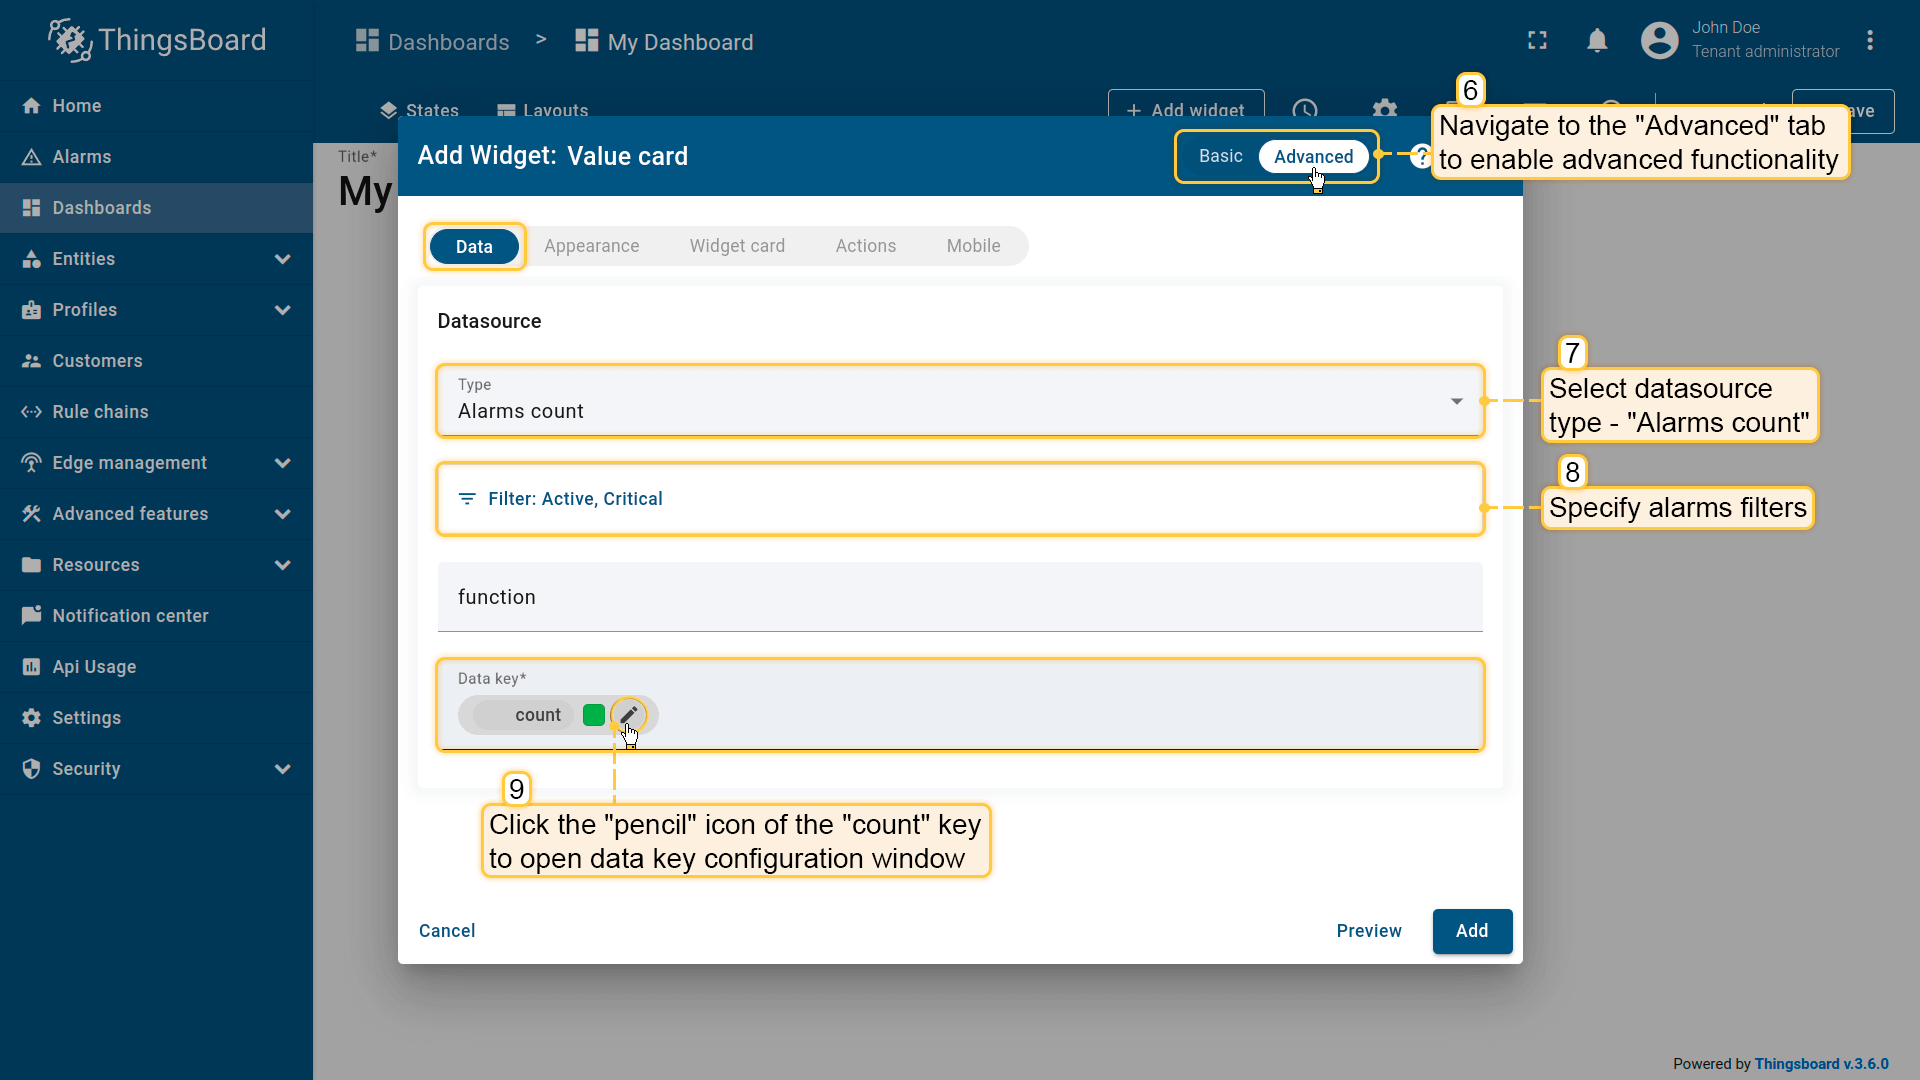 ThingsBoard
Dashboards > My Dashboard
John Doe
Tenant administrator
Home
Alarms
Dashboards
Entities
Profiles
Customers
Rule chains
Edge management
Advanced features
Resources
Notification center
Api Usage
Settings
Security
States
Layouts
+ Add widget
Title*
My
Add Widget: Value card
Basic
Advanced
6
Navigate to the "Advanced" tab
to enable advanced functionality
Data
Appearance
Widget card
Actions
Mobile
Datasource
Type
Alarms count
7
Select datasource
type - "Alarms count"
Filter: Active, Critical
8
Specify alarms filters
function
Data key*
count
9
Click the "pencil" icon of the "count" key
to open data key configuration window
Cancel
Preview
Add
Powered by Thingsboard v.3.6.0